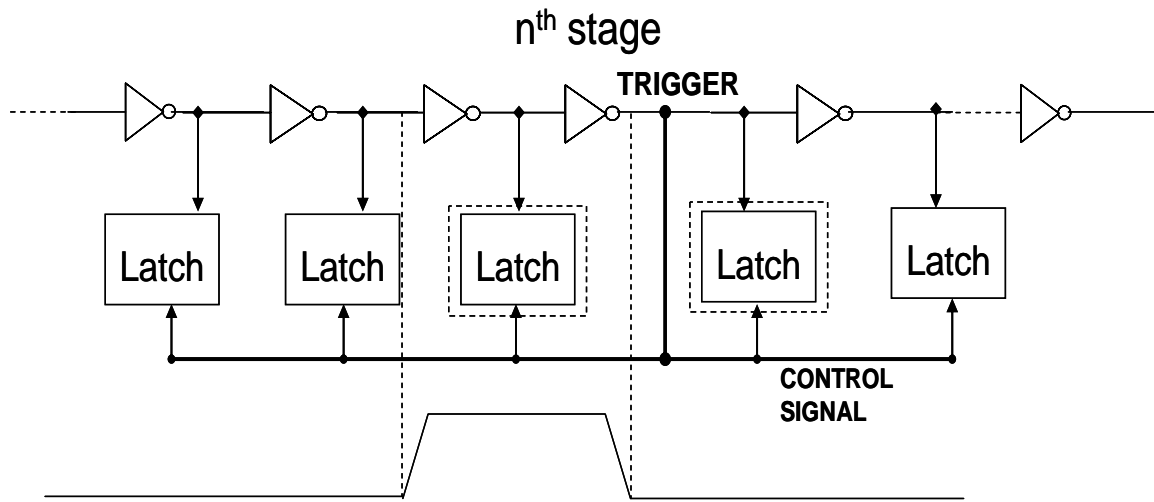 nth stage
TRIGGER
Latch
Latch
Latch
Latch
Latch
CONTROL
SIGNAL